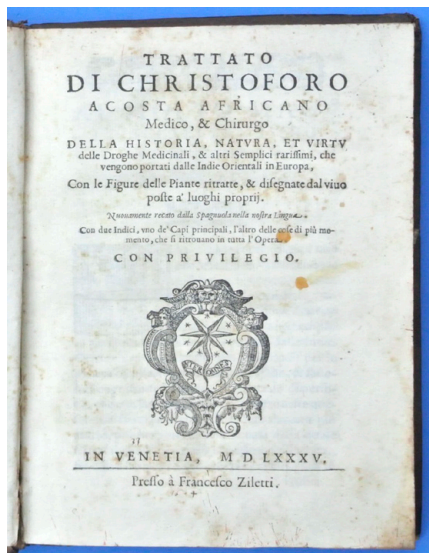 TRATTATO
DI CHRISTOFORO
ACOSTA AFRICANO
Medico, & Chirurgo
DELLA HISTORIA, NATVRA, ET VIRTV
delle Droghe Medicinali, & altri Semplici rarissimi, che
vengono portati dalle Indie Orientali in Europa,
Con le Figure delle Piante ritratte, & disegnate dal viuo
poste a' luoghi proprij.
Nuouamente recato dalla Spagnuola nella nostra Lingua.
Con due Indici, vno de' Capi principali, l'altro delle cose di più mo-
mento, che si ritrouano in tutta l'Opera.
CON PRIVILEGIO.
IN VENETIA, M D LXXXV.
Presso à Francesco Ziletti.